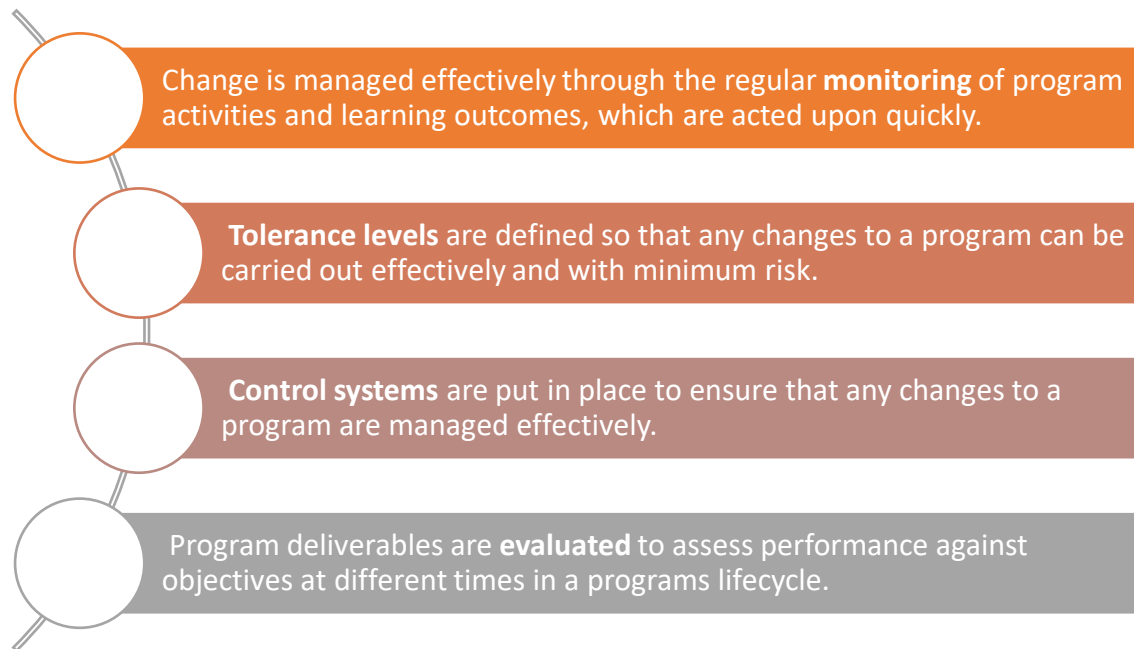 Change is managed effectively through the regular monitoring of program
activities and learning outcomes, which are acted upon quickly.
Tolerance levels are defined so that any changes to a program can be
carried out effectively and with minimum risk.
Control systems are put in place to ensure that any changes to a
program are managed effectively.
Program deliverables are evaluated to assess performance against
objectives at different times in a programs lifecycle.